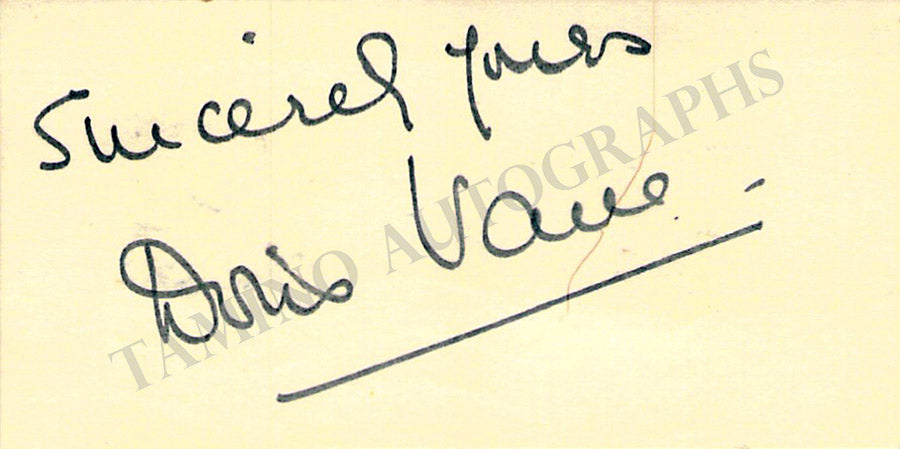 Sincerely Yours
Doris Vane.
TAMINO AUTOGRAPHS